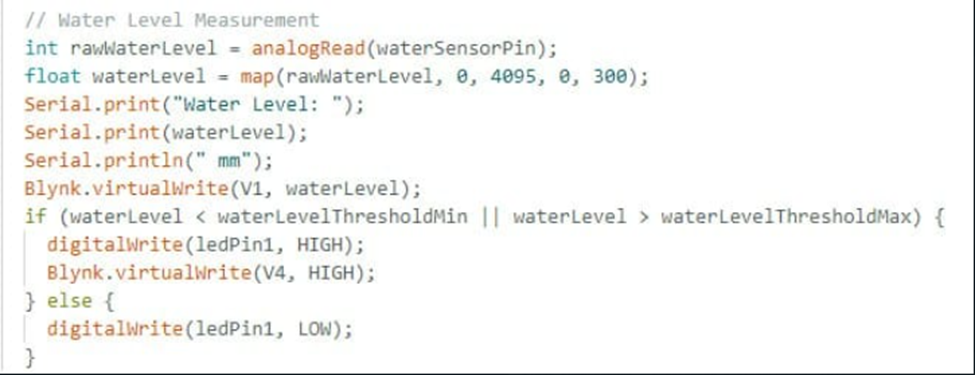 // Water Level Measurement
int rawWaterLevel = analogRead(waterSensorPin);
float waterLevel = map(rawWaterLevel, 0, 4095, 0, 300);
Serial.print("Water Level: ");
Serial.print(waterLevel);
Serial.println(" mm");
Blynk.virtualWrite(V1, waterLevel);
if (waterLevel < waterLevelThresholdMin || waterLevel > waterLevelThresholdMax) {
  digitalWrite(ledPin1, HIGH);
  Blynk.virtualWrite(V4, HIGH);
} else {
  digitalWrite(ledPin1, LOW);
}